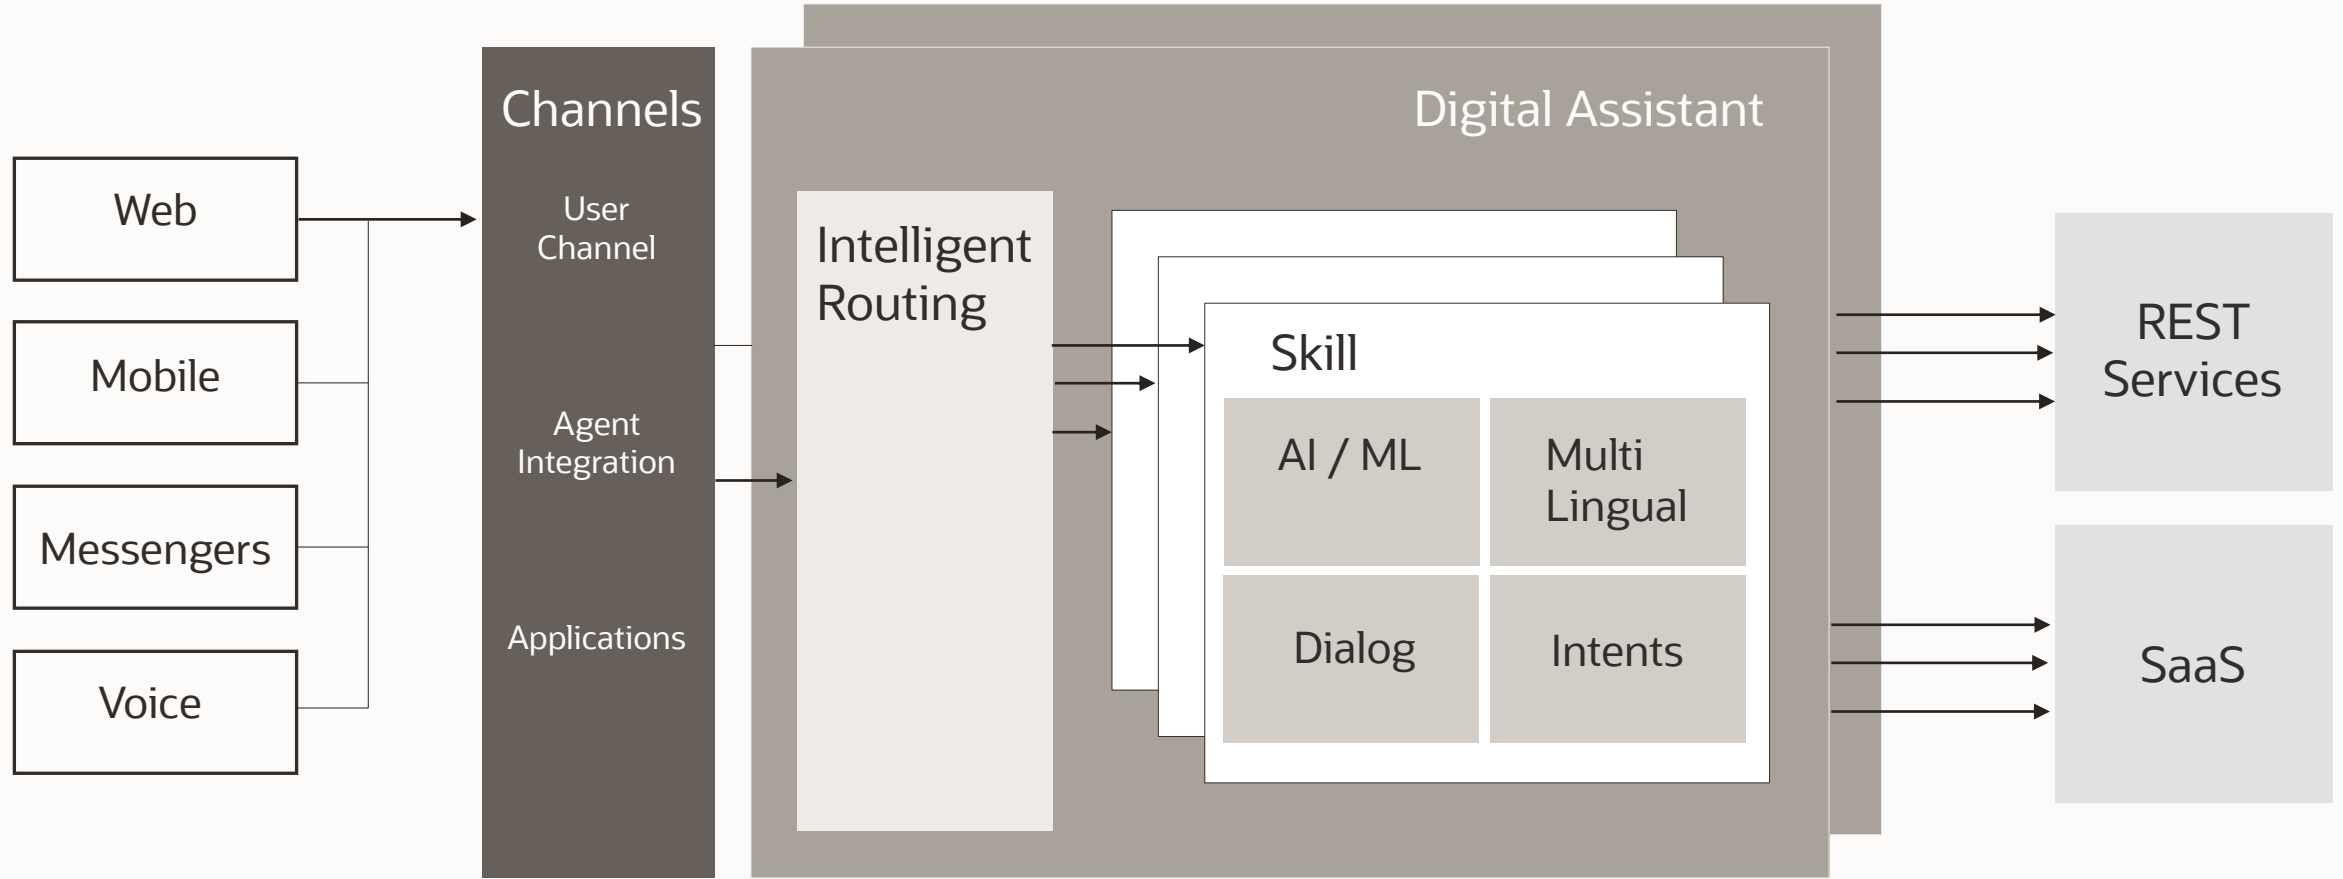 Web
Mobile
Messengers
Voice
Channels
User
Channel
Agent
Integration
Applications
Digital Assistant
Intelligent
Routing
Skill
AI / ML
Multi
Lingual
Dialog
Intents
REST
Services
SaaS